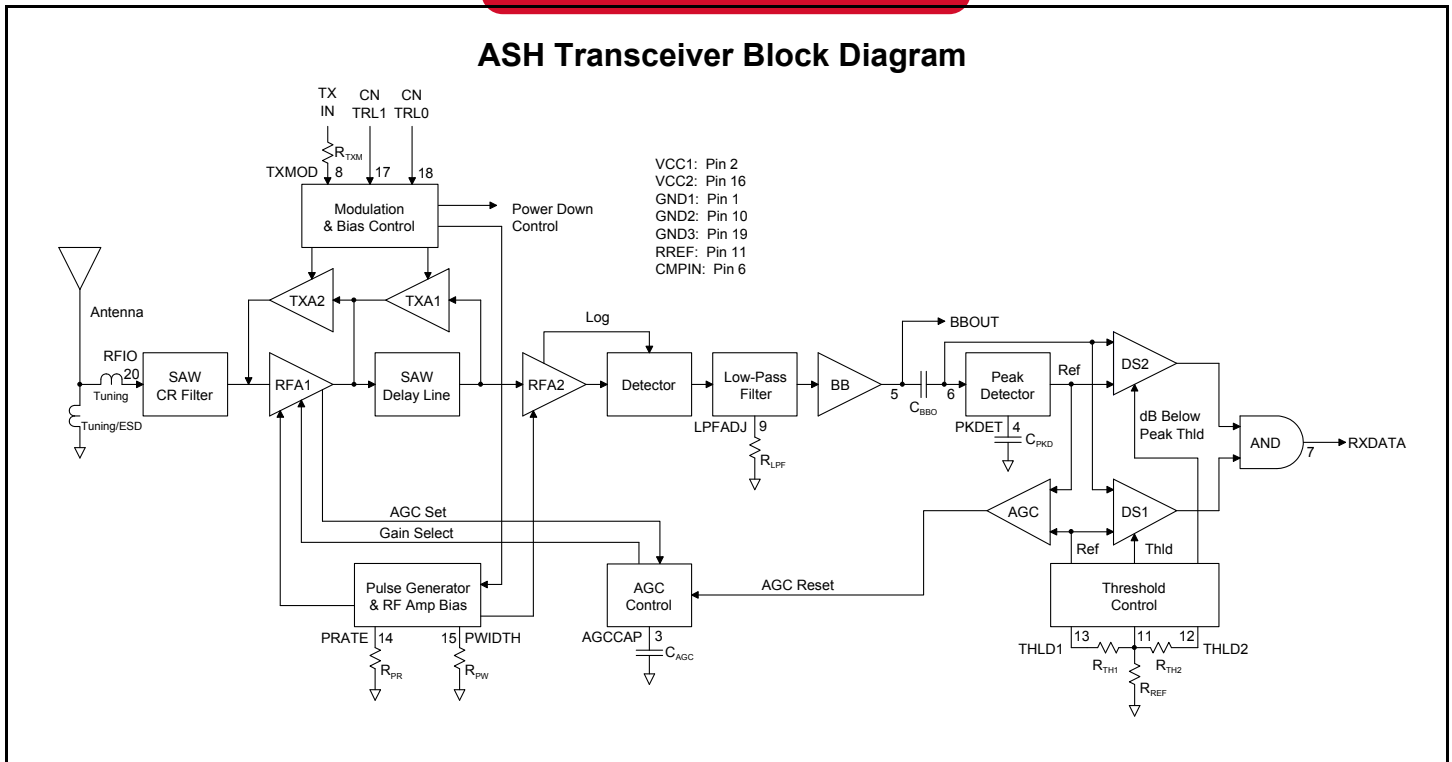 ASH Transceiver Block Diagram
TX
IN
CN
TRL1
CN
TRL0
RTXM
TXMOD 8
17
18
Modulation
& Bias Control
Power Down
Control
VCC1: Pin 2
VCC2: Pin 16
GND1: Pin 1
GND2: Pin 10
GND3: Pin 19
RREF: Pin 11
CMPIN: Pin 6
Antenna
TXA2
TXA1
Log
BBOUT
RFIO
20
Tuning
Tuning/ESD
SAW
CR Filter
RFA1
SAW
Delay Line
RFA2
Detector
Low-Pass
Filter
BB
5
CBBO
6
Peak
Detector
Ref
DS2
LPFADJ 9
RLPF
PKDET 4
CPKD
dB Below
Peak Thld
AND
7
RXDATA
AGC Set
Gain Select
AGC
DS1
Ref
Thld
Pulse Generator
& RF Amp Bias
AGC
Control
AGC Reset
Threshold
Control
PRATE 14
15 PWIDTH
RPR
RPW
AGCCAP 3
CAGC
THLD1
13
11
12
THLD2
RTH1
RTH2
RREF